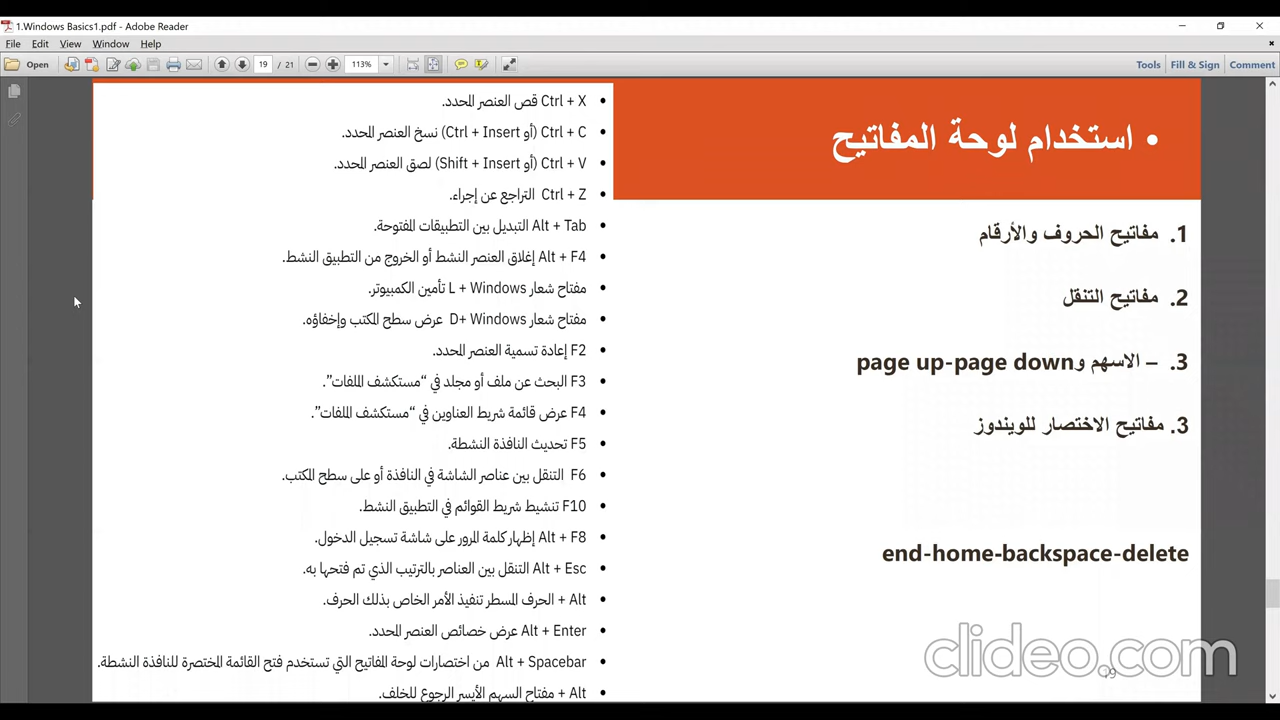 1.Windows Basics1.pdf - Adobe Reader
File Edit View Window Help
Open 19 / 21 113% Tools Fill & Sign Comment
• استخدام لوحة المفاتيح
1. مفاتيح الحروف والأرقام
2. مفاتيح التنقل
3. – الاسهم وpage up-page down
3. مفاتيح الاختصار للويندوز
end-home-backspace-delete
• Ctrl + X قص العنصر المحدد.
• Ctrl + C (أو Ctrl + Insert) نسخ العنصر المحدد.
• Ctrl + V (أو Shift + Insert) لصق العنصر المحدد.
• Ctrl + Z التراجع عن إجراء.
• Alt + Tab التبديل بين التطبيقات المفتوحة.
• Alt + F4 إغلاق العنصر النشط أو الخروج من التطبيق النشط.
• مفتاح شعار L + Windows تأمين الكمبيوتر.
• مفتاح شعار D+ Windows عرض سطح المكتب وإخفاؤه.
• F2 إعادة تسمية العنصر المحدد.
• F3 البحث عن ملف أو مجلد في “مستكشف الملفات”.
• F4 عرض قائمة شريط العناوين في “مستكشف الملفات”.
• F5 تحديث النافذة النشطة.
• F6 التنقل بين عناصر الشاشة في النافذة أو على سطح المكتب.
• F10 تنشيط شريط القوائم في التطبيق النشط.
• Alt + F8 إظهار كلمة المرور على شاشة تسجيل الدخول.
• Alt + Esc التنقل بين العناصر بالترتيب الذي تم فتحها به.
• Alt + الحرف المسطر تنفيذ الأمر الخاص بذلك الحرف.
• Alt + Enter عرض خصائص العنصر المحدد.
• Alt + Spacebar من اختصارات لوحة المفاتيح التي تستخدم فتح القائمة المختصرة للنافذة النشطة.
• Alt + مفتاح السهم الأيسر الرجوع للخلف.
clideo.com
19